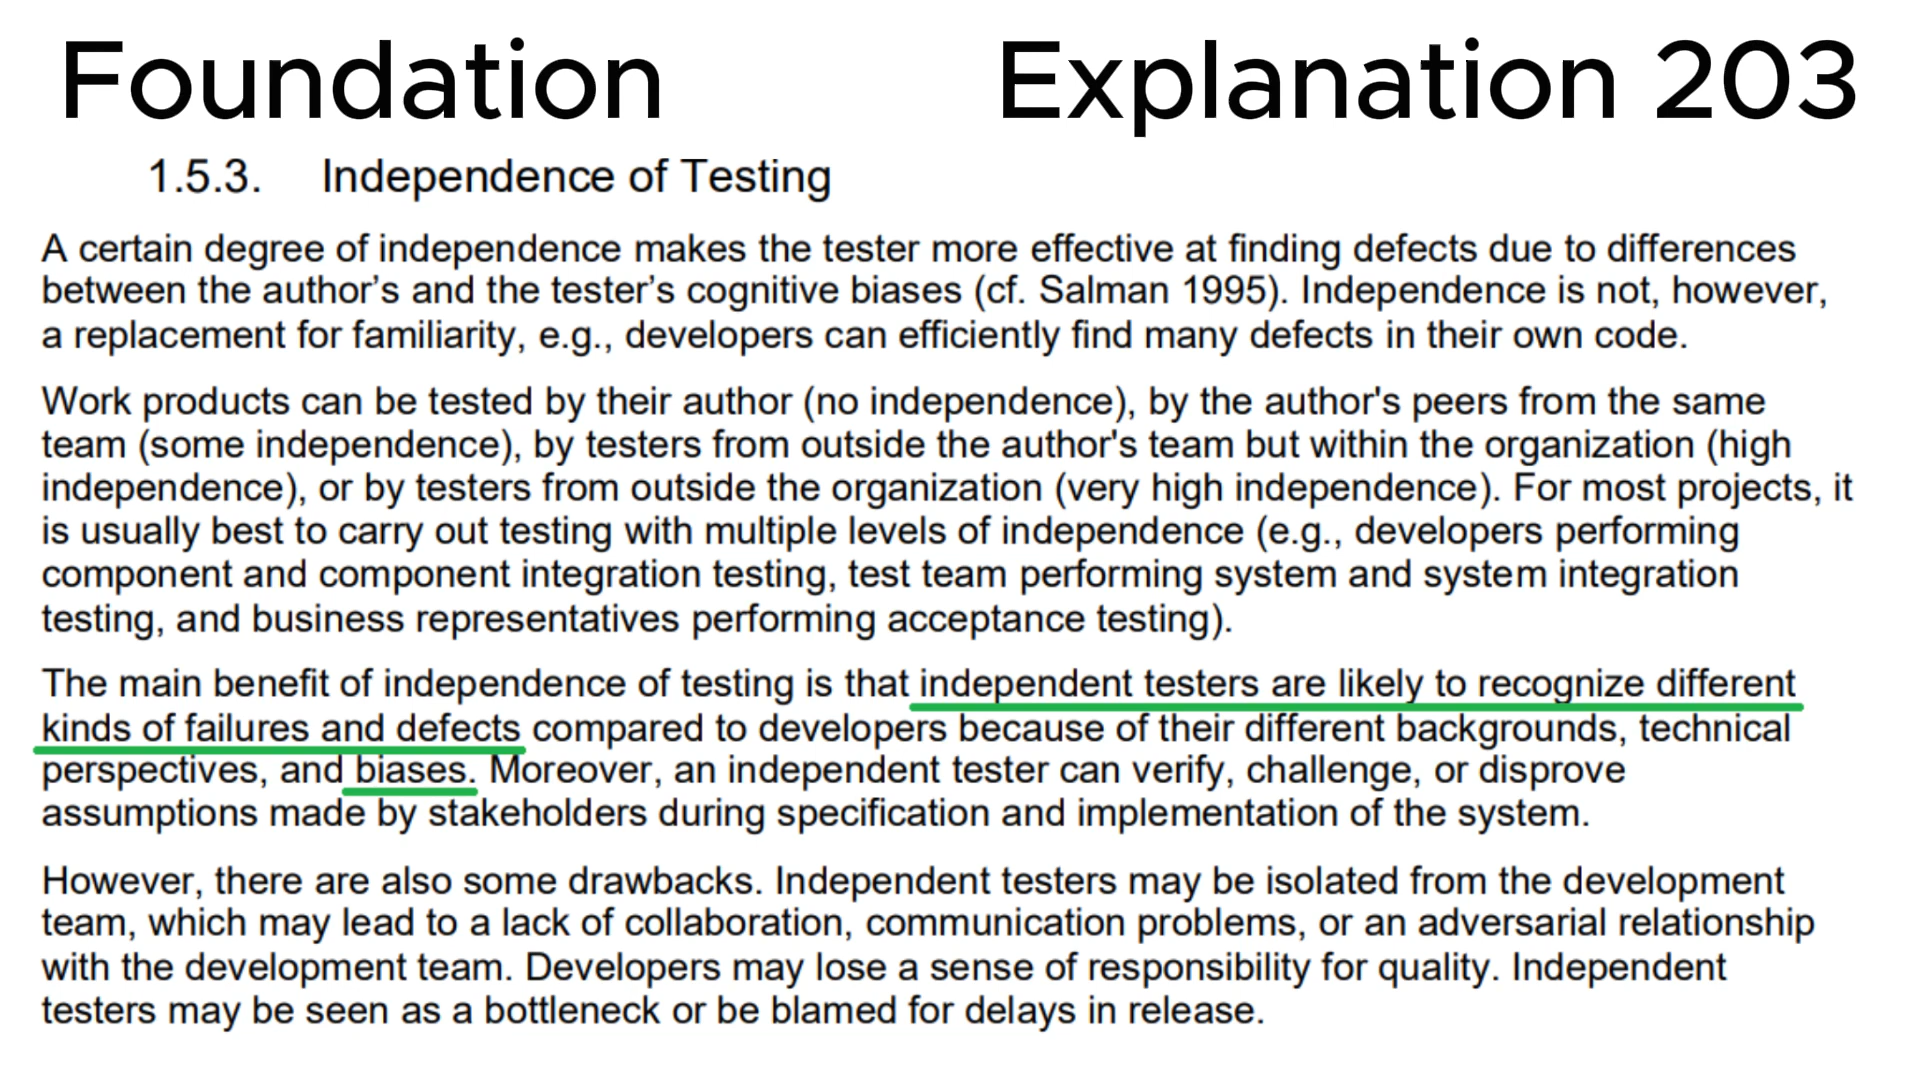 Foundation
Explanation 203
1.5.3. Independence of Testing
A certain degree of independence makes the tester more effective at finding defects due to differences
between the author’s and the tester’s cognitive biases (cf. Salman 1995). Independence is not, however,
a replacement for familiarity, e.g., developers can efficiently find many defects in their own code.
Work products can be tested by their author (no independence), by the author's peers from the same
team (some independence), by testers from outside the author's team but within the organization (high
independence), or by testers from outside the organization (very high independence). For most projects, it
is usually best to carry out testing with multiple levels of independence (e.g., developers performing
component and component integration testing, test team performing system and system integration
testing, and business representatives performing acceptance testing).
The main benefit of independence of testing is that independent testers are likely to recognize different
kinds of failures and defects compared to developers because of their different backgrounds, technical
perspectives, and biases. Moreover, an independent tester can verify, challenge, or disprove
assumptions made by stakeholders during specification and implementation of the system.
However, there are also some drawbacks. Independent testers may be isolated from the development
team, which may lead to a lack of collaboration, communication problems, or an adversarial relationship
with the development team. Developers may lose a sense of responsibility for quality. Independent
testers may be seen as a bottleneck or be blamed for delays in release.